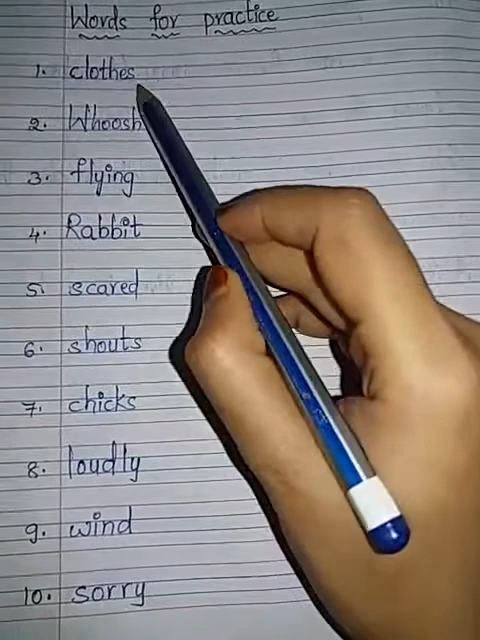 Words for practice
1. clothes
2. Whoosh
3. flying
4. Rabbit
5. scared
6. shouts
7. chicks
8. loudly
9. wind
10. sorry